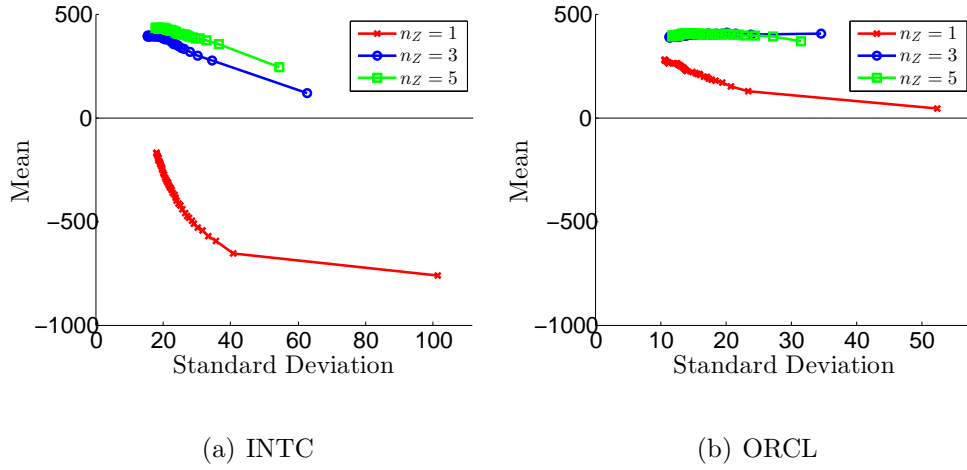 500
0
−500
−1000
0 20 40 60 80 100
Mean
Standard Deviation
n_Z = 1
n_Z = 3
n_Z = 5
(a) INTC
500
0
−500
−1000
0 10 20 30 40 50
Mean
Standard Deviation
n_Z = 1
n_Z = 3
n_Z = 5
(b) ORCL